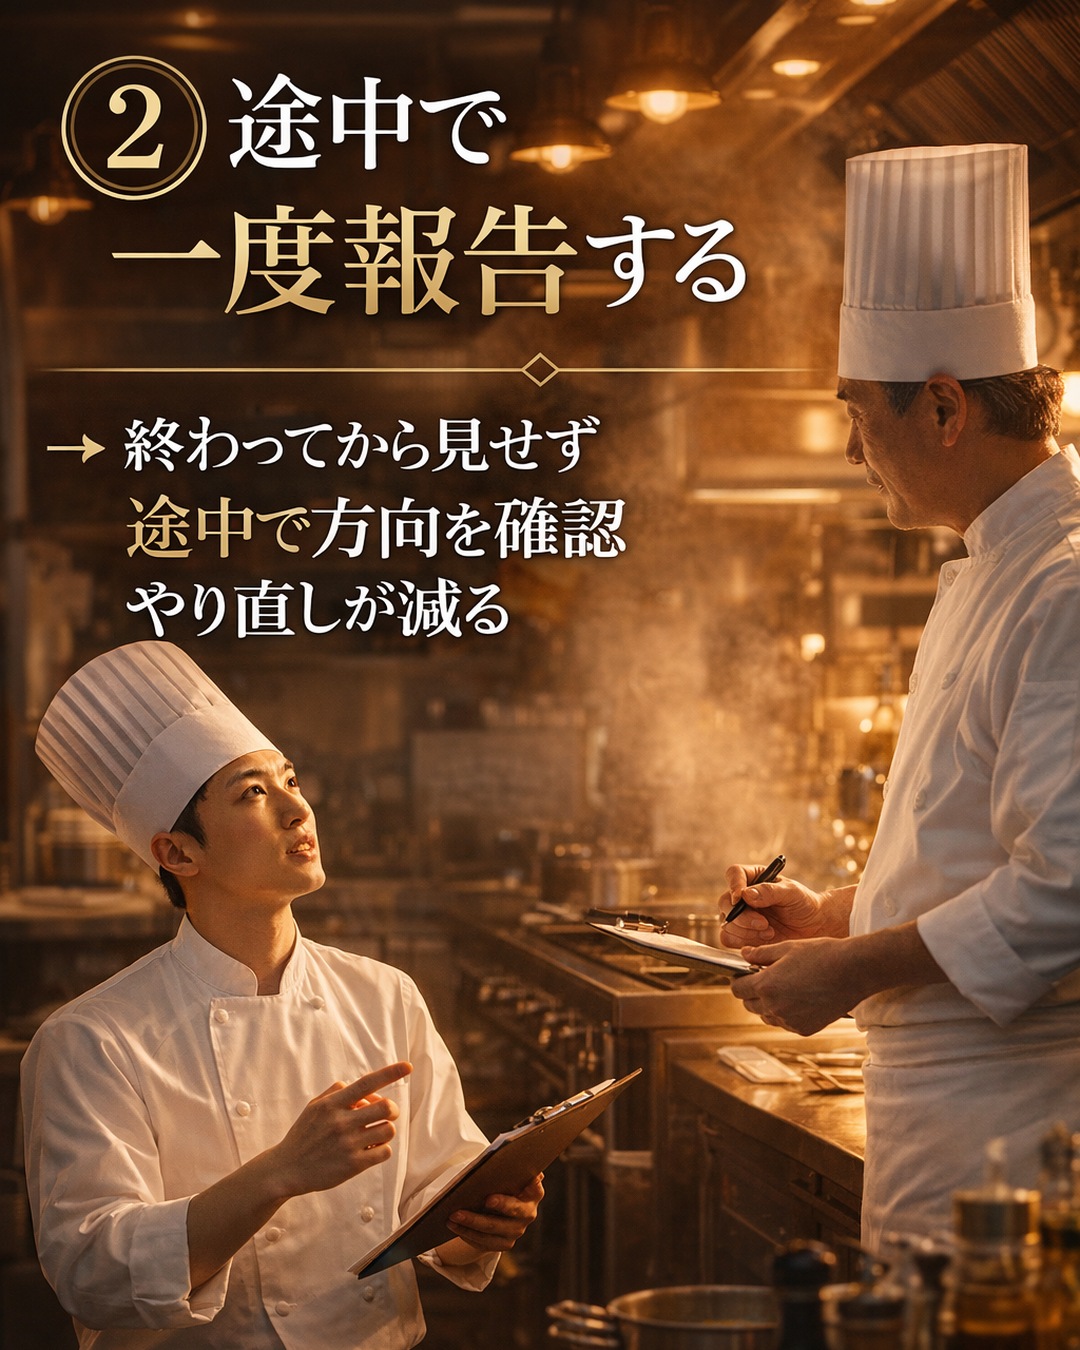 ② 途中で
一度報告する
→ 終わってから見せず
途中で方向を確認
やり直しが減る